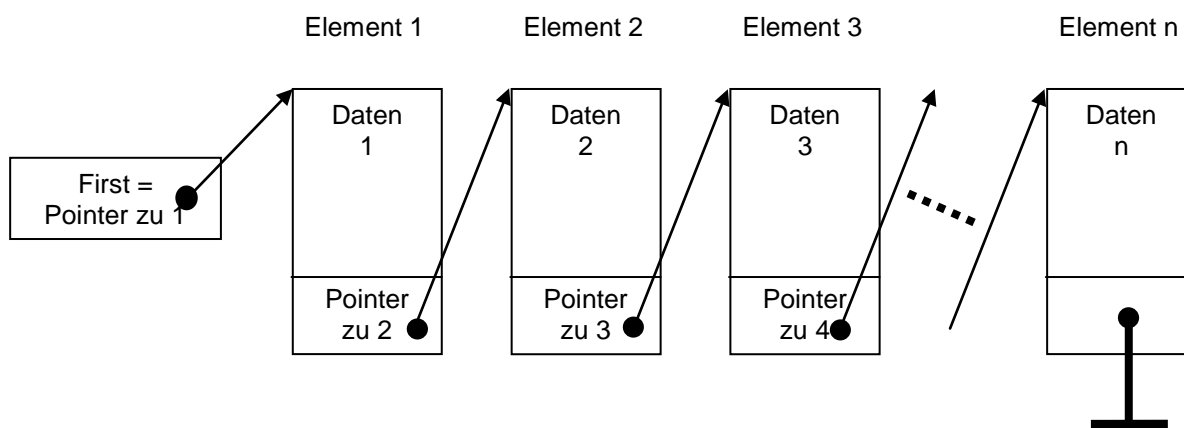 Element 1
Element 2
Element 3
Element n
First =
Pointer zu 1
Daten
1
Pointer
zu 2
Daten
2
Pointer
zu 3
Daten
3
Pointer
zu 4
Daten
n